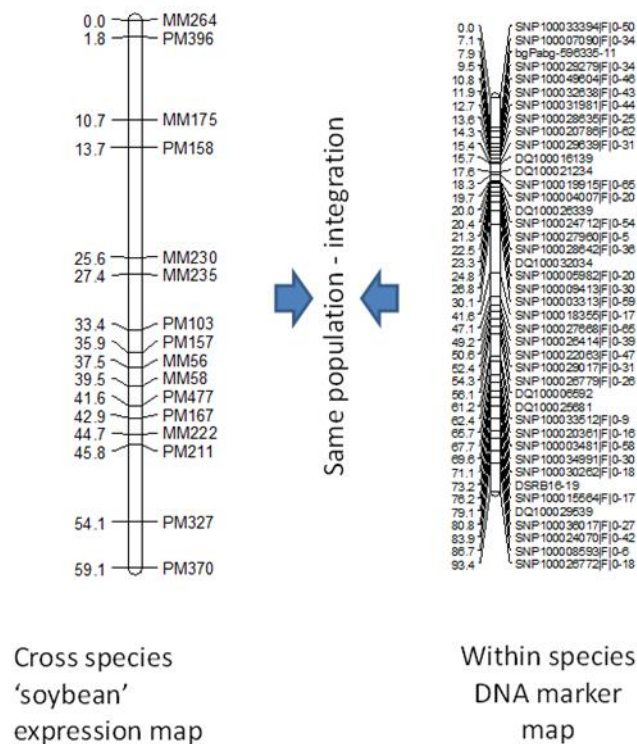 0.0 MM264
1.8 PM396
10.7 MM175
13.7 PM158
25.6 MM230
27.4 MM235
33.4 PM103
35.9 PM157
37.5 MM56
39.5 MM58
41.6 PM477
42.9 PM167
44.7 MM222
45.8 PM211
54.1 PM327
59.1 PM370
Cross species
‘soybean’
expression map
Same population - integration
0.0 SNP100033394|F|0-50
7.1 SNP100007090|F|0-34
7.9 bgPabg-596335-11
9.5 SNP100029279|F|0-34
10.8 SNP100049604|F|0-46
11.9 SNP100032638|F|0-43
12.7 SNP100031981|F|0-44
13.6 SNP100028635|F|0-25
14.3 SNP100020786|F|0-62
15.4 SNP100029639|F|0-31
15.7 DQ100016139
17.6 DQ100021234
18.3 SNP100019915|F|0-65
19.7 SNP100004007|F|0-20
20.0 DQ100026339
20.4 SNP100024712|F|0-54
21.3 SNP100027960|F|0-5
22.5 SNP100028642|F|0-36
23.3 DQ100032034
24.8 SNP100005982|F|0-20
26.8 SNP100009413|F|0-30
30.1 SNP100003313|F|0-59
41.6 SNP100018355|F|0-17
47.1 SNP100027668|F|0-65
49.2 SNP100026414|F|0-39
50.6 SNP100022063|F|0-47
52.4 SNP100029017|F|0-31
54.3 SNP100026779|F|0-26
56.1 DQ100006592
61.2 DQ100025681
62.4 SNP100033512|F|0-9
65.7 SNP100020361|F|0-16
67.7 SNP100003481|F|0-58
69.6 SNP100034991|F|0-30
71.1 SNP100030262|F|0-18
73.2 DSRB16-19
76.2 SNP100015564|F|0-17
79.1 DQ100029539
80.8 SNP100036017|F|0-27
83.9 SNP100024070|F|0-42
86.7 SNP100008593|F|0-6
93.4 SNP100026772|F|0-18
Within species
DNA marker
map